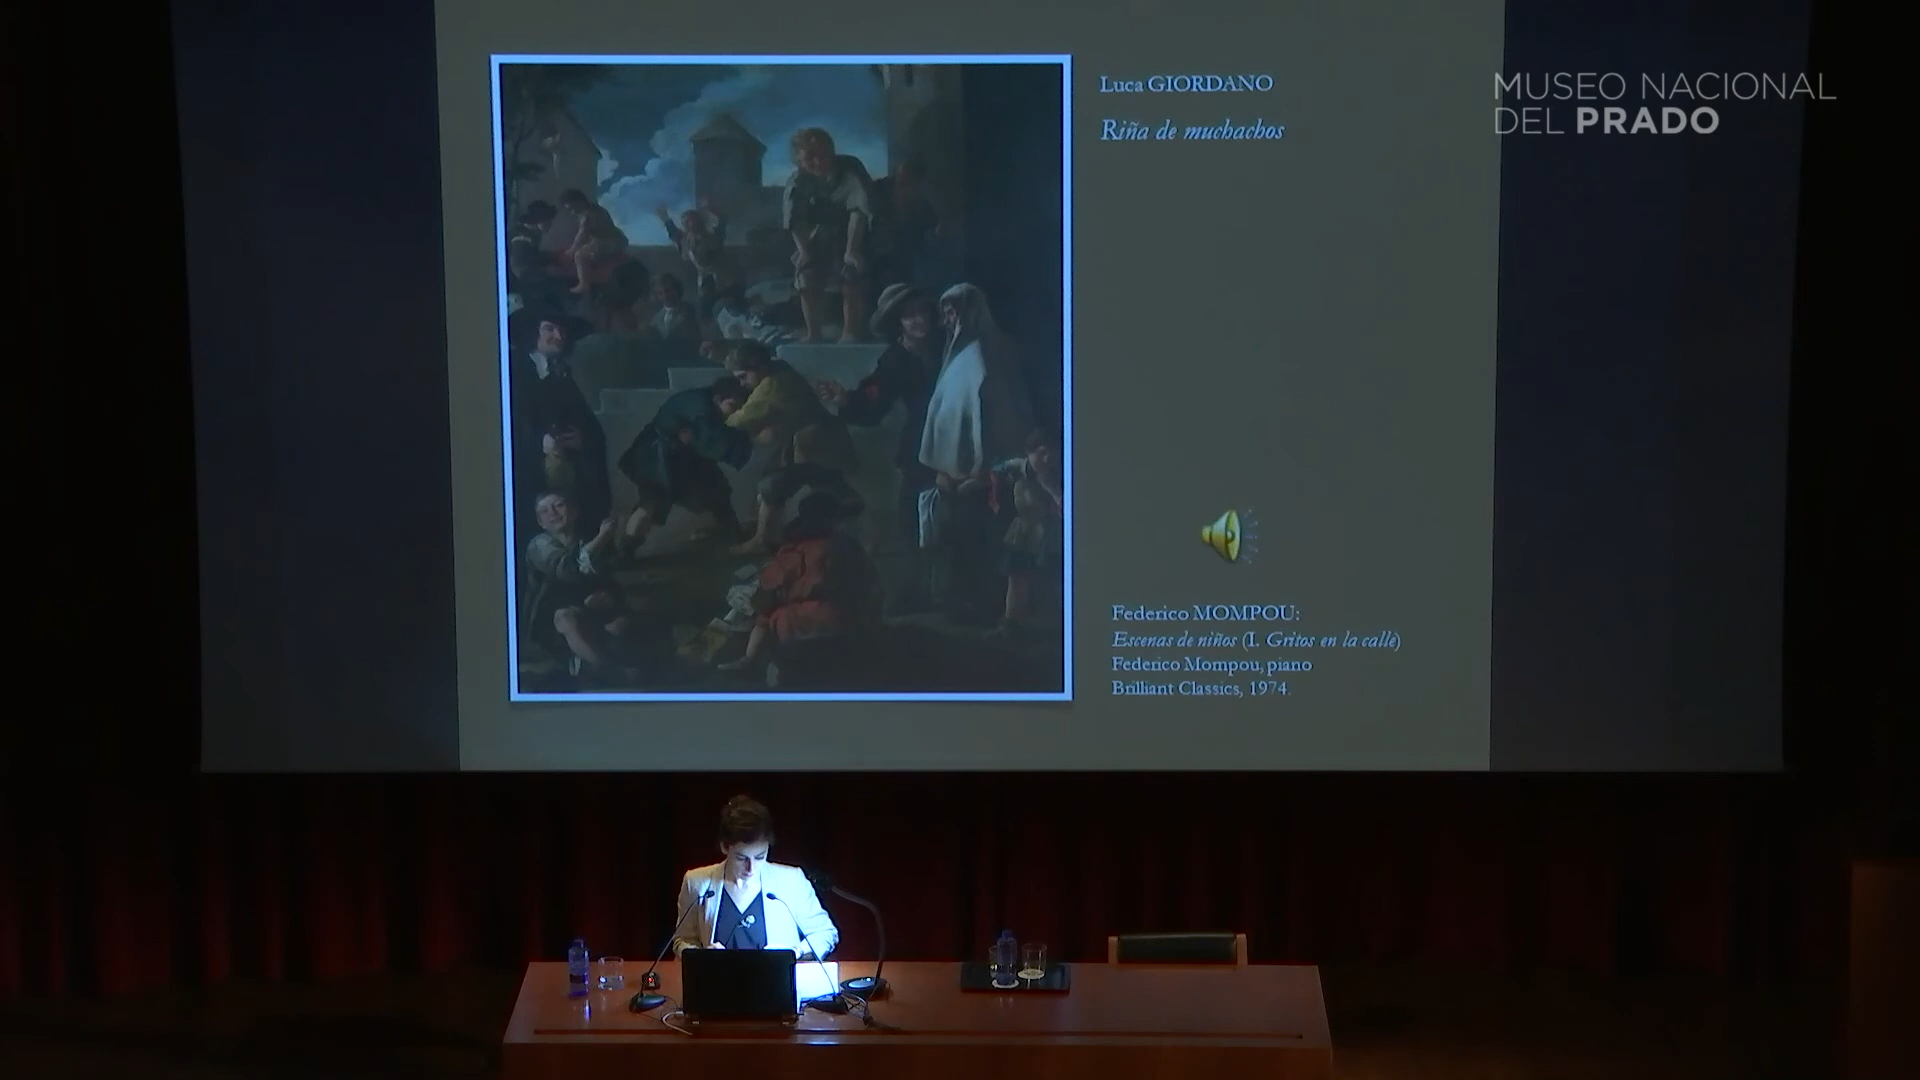 Luca GIORDANO
Riña de muchachos
MUSEO NACIONAL
DEL PRADO
Federico MOMPOU:
Escenas de niños (I. Gritos en la calle)
Federico Mompou, piano
Brilliant Classics, 1974.